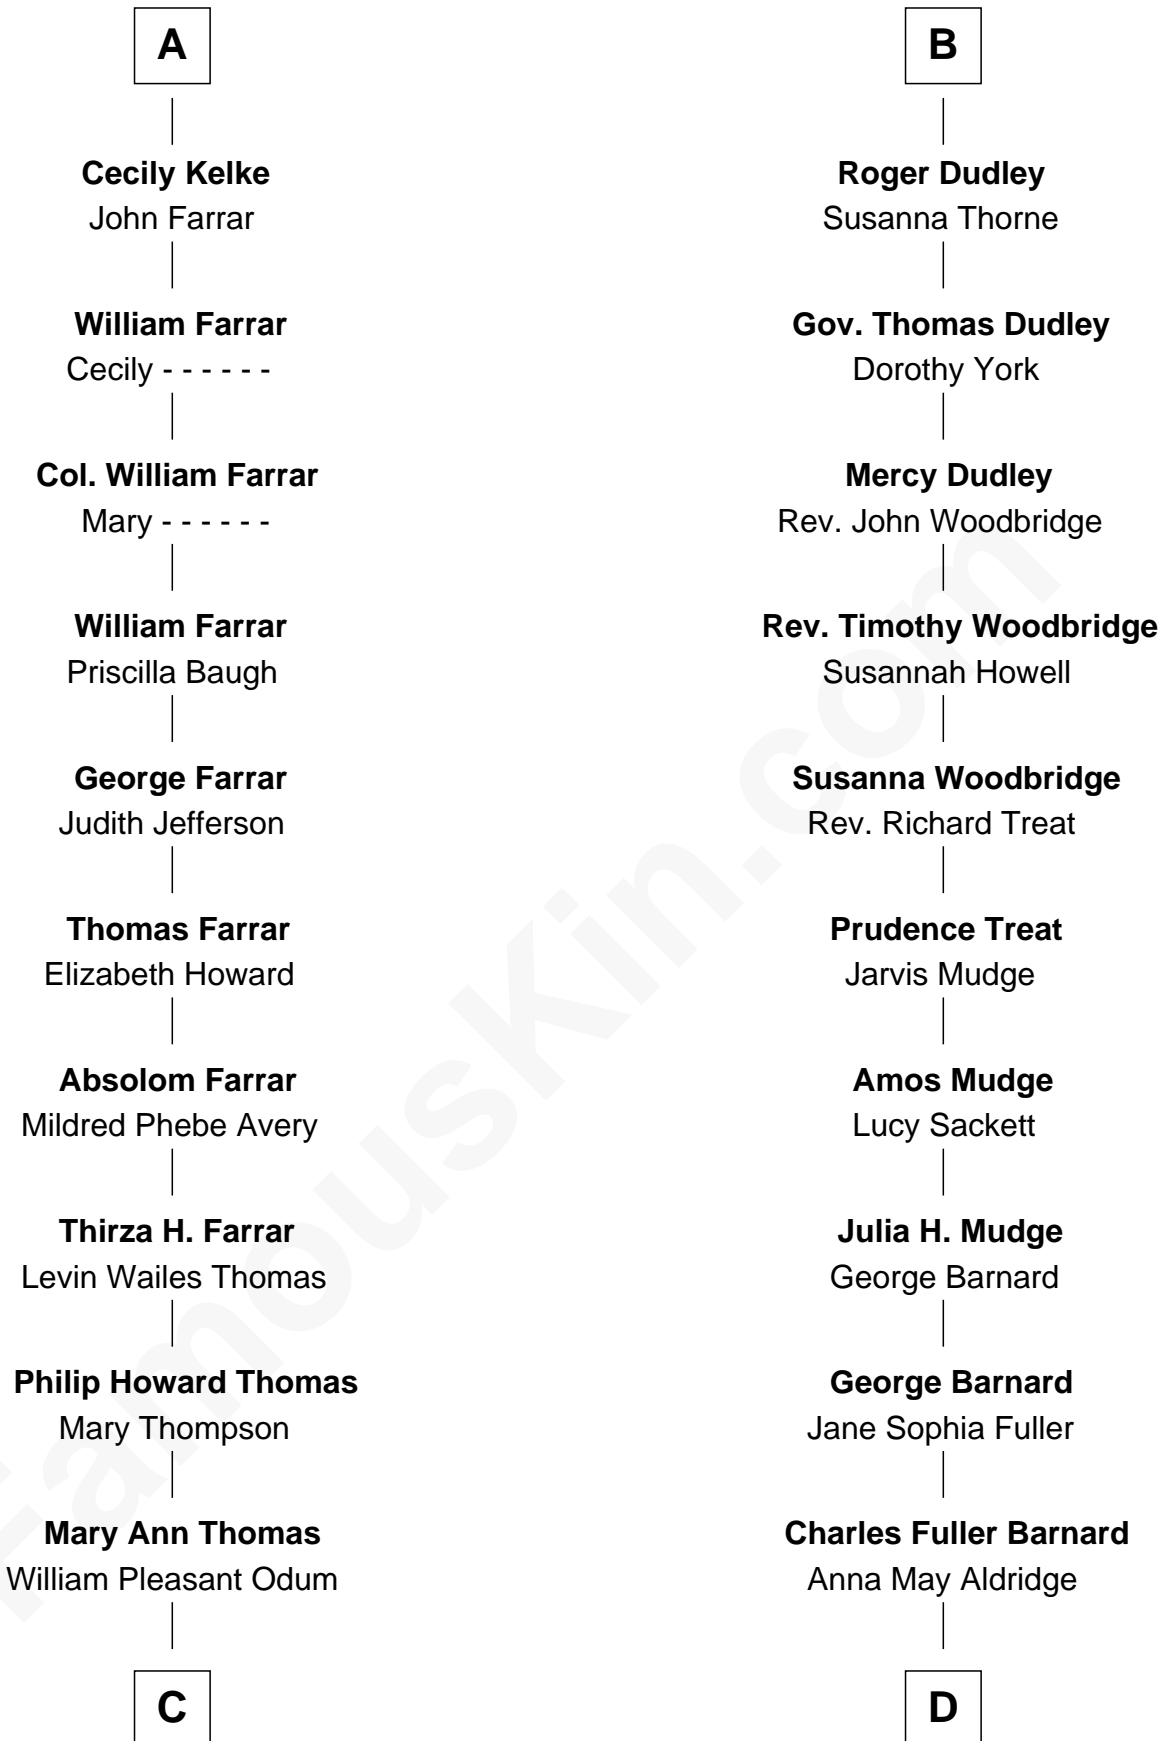 A
Cecily Kelke
John Farrar
William Farrar
Cecily - - - - - -
Col. William Farrar
Mary - - - - - -
William Farrar
Priscilla Baugh
George Farrar
Judith Jefferson
Thomas Farrar
Elizabeth Howard
Absolom Farrar
Mildred Phebe Avery
Thirza H. Farrar
Levin Wailes Thomas
Philip Howard Thomas
Mary Thompson
Mary Ann Thomas
William Pleasant Odum
C
B
Roger Dudley
Susanna Thorne
Gov. Thomas Dudley
Dorothy York
Mercy Dudley
Rev. John Woodbridge
Rev. Timothy Woodbridge
Susannah Howell
Susanna Woodbridge
Rev. Richard Treat
Prudence Treat
Jarvis Mudge
Amos Mudge
Lucy Sackett
Julia H. Mudge
George Barnard
George Barnard
Jane Sophia Fuller
Charles Fuller Barnard
Anna May Aldridge
D
FamousKin.com